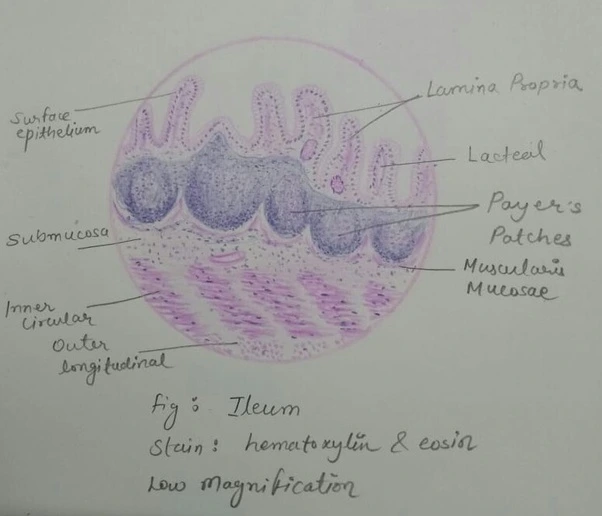 Surface
epithelium
Lamina Propria
Lacteal
Payer's
Patches
Submucosa
Muscularis
Mucosae
Inner
Circular
Outer
longitudinal
fig : Ileum
Stain : hematoxylin & eosin
Low Magnification